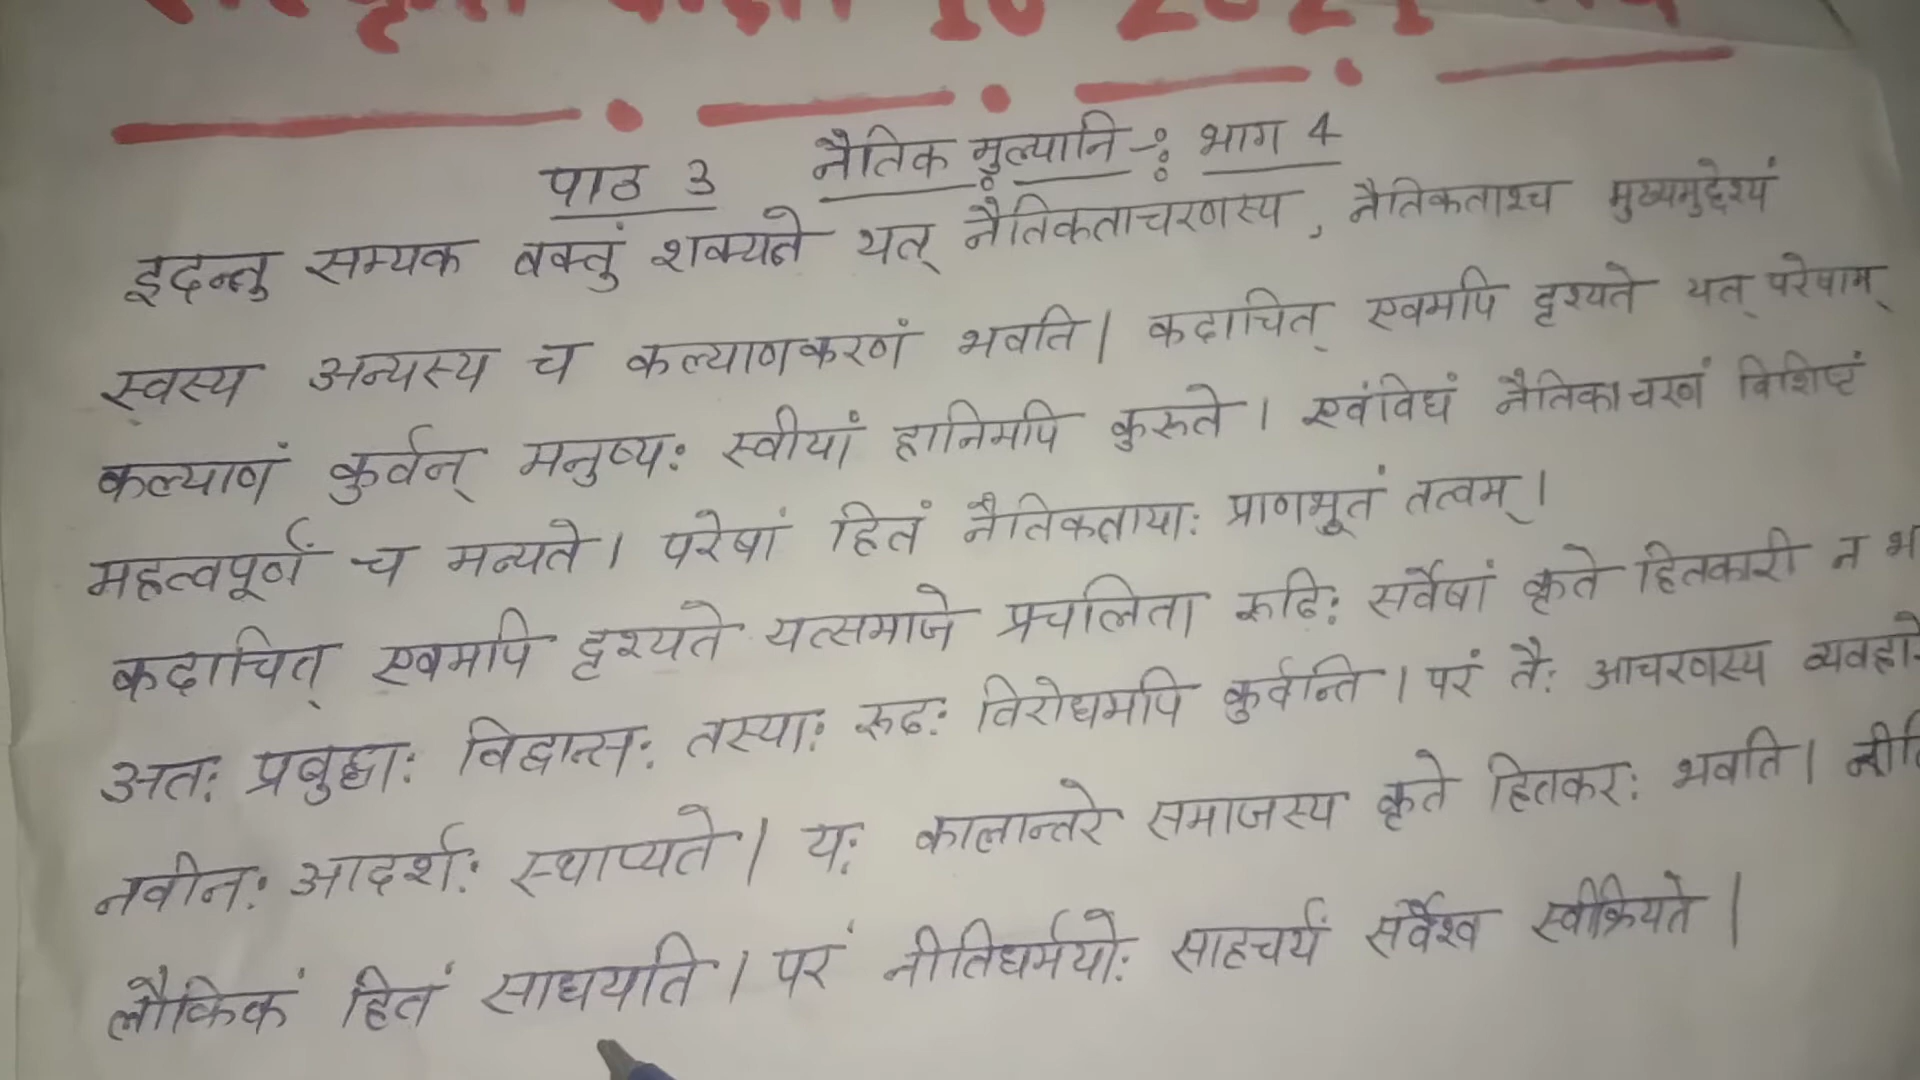 10 2021
पाठ 3 नैतिक मुल्यानि -: भाग 4
इदन्तु सम्यक वक्तुं शक्यते यत् नैतिकताचरणस्य, नैतिकताश्च मुख्यमुद्देश्यं
स्वस्य अन्यस्य च कल्याणकरणं भवति। कदाचित् एवमपि दृश्यते यत् परेषाम्
कल्याणं कुर्वन् मनुष्य: स्वीयां हानिमपि कुरुते। एवंविधं नैतिकाचरणं विशिष्टं
महत्वपूर्णं च मन्यते। परेषां हितं नैतिकताया: प्राणभूतं तत्वम्।
कदाचित् एवमपि दृश्यते यत्समाजे प्रचलिता रूढि: सर्वेषां कृते हितकारी न
अत: प्रबुद्धा: विद्वान्स: तस्या: रूढ: विरोधमपि कुर्वन्ति। परं तै: आचरणस्य
नवीन: आदर्श: स्थाप्यते। य: कालान्तरे समाजस्य कृते हितकर: भवति।
लौकिकं हितं साधयति। परं नीतिधर्मयो: साहचर्यं सर्वैरेव स्वीक्रियते।